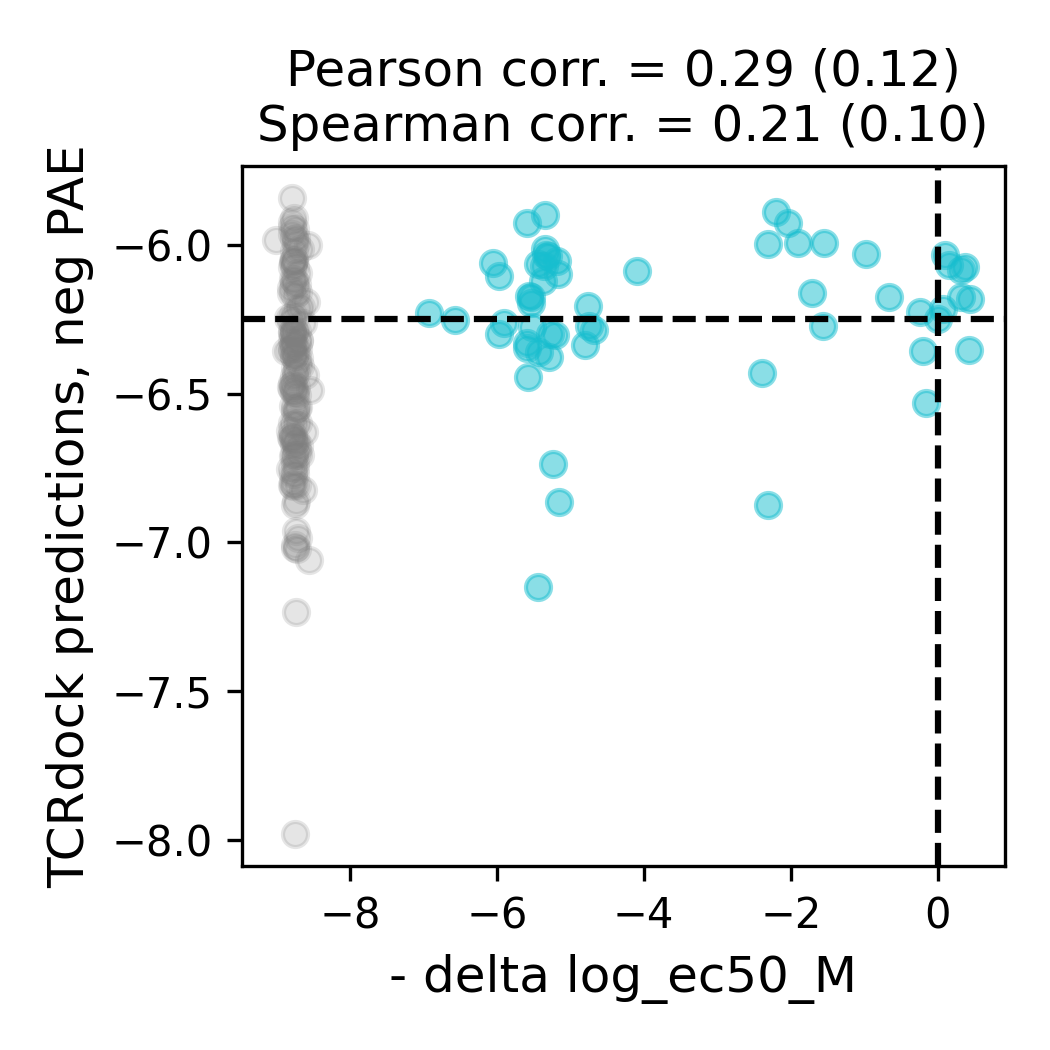 Pearson corr. = 0.29 (0.12)
Spearman corr. = 0.21 (0.10)
TCRdock predictions, neg PAE
−6.0
−6.5
−7.0
−7.5
−8.0
−8
−6
−4
−2
0
- delta log_ec50_M